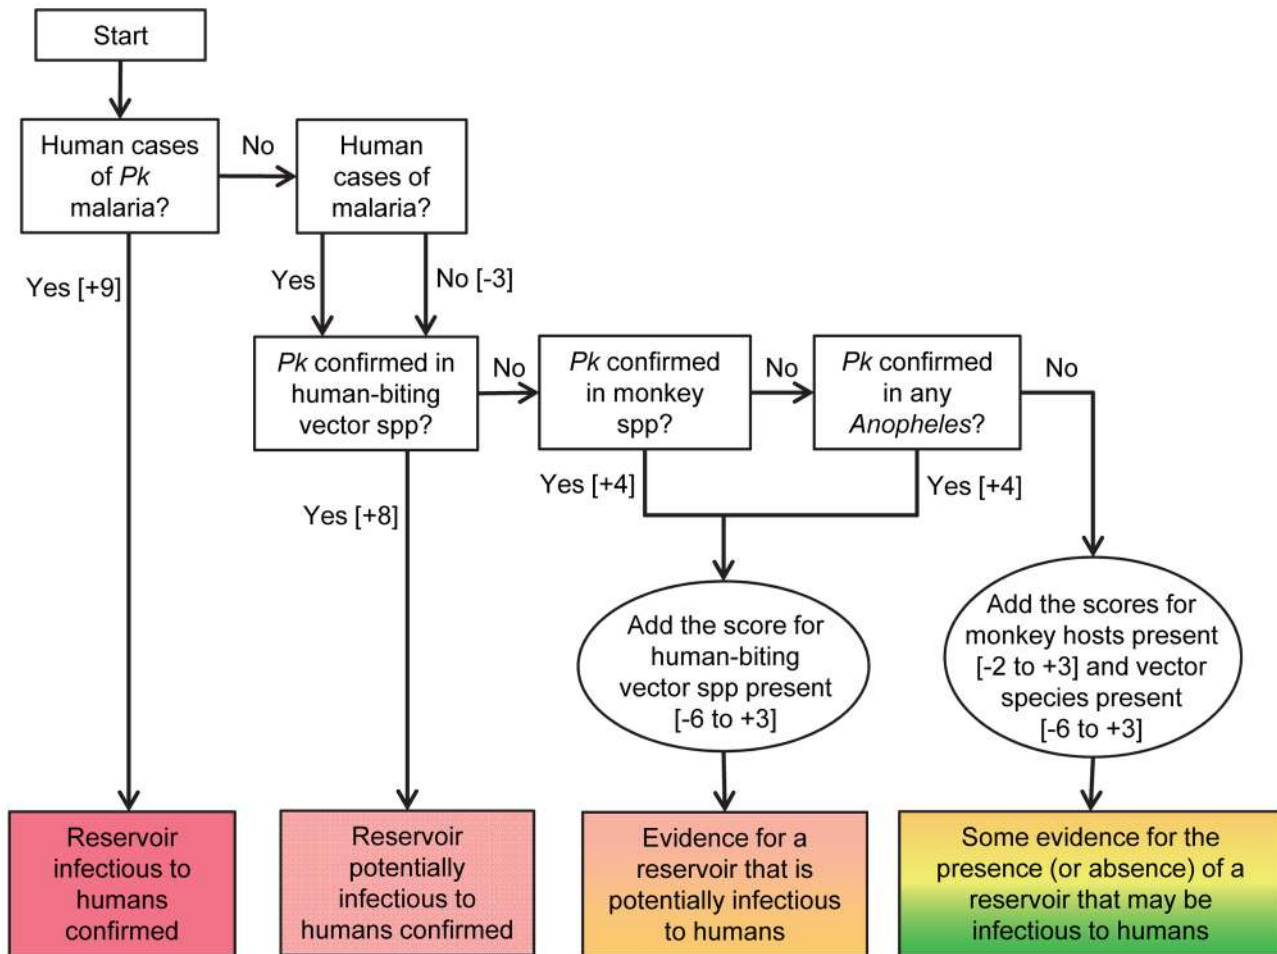 Start
Human cases
of Pk
malaria?
No
Human
cases of
malaria?
Yes [+9]
Yes
No [-3]
Pk confirmed in
human-biting
vector spp?
No
Pk confirmed
in monkey
spp?
No
Pk confirmed
in any
Anopheles?
No
Yes [+8]
Yes [+4]
Yes [+4]
Add the score for
human-biting
vector spp present
[-6 to +3]
Add the scores for
monkey hosts present
[-2 to +3] and vector
species present
[-6 to +3]
Reservoir
infectious to
humans
confirmed
Reservoir
potentially
infectious to
humans confirmed
Evidence for a
reservoir that is
potentially infectious
to humans
Some evidence for the
presence (or absence) of a
reservoir that may be
infectious to humans